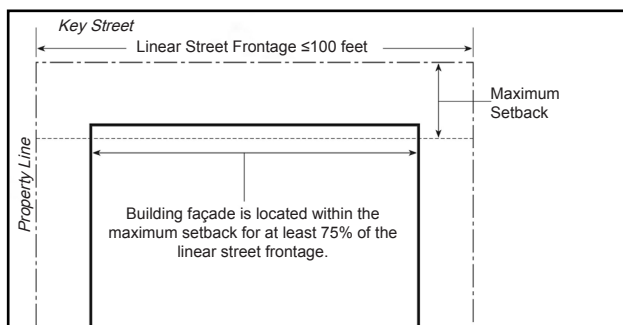 Key Street
Linear Street Frontage ≤100 feet
Maximum
Setback
Property Line
Building façade is located within the
maximum setback for at least 75% of the
linear street frontage.